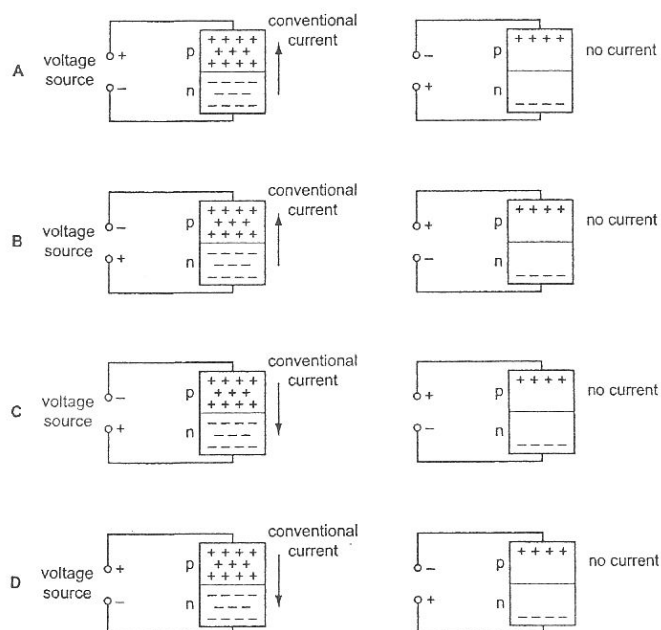 A
voltage source
+
−
p
+ + + +
+ + +
+ + + +
n
− − − −
− − −
− − − −
conventional current
−
+
p
+ + + +
n
− − − −
no current
B
voltage source
−
+
p
+ + + +
+ + +
+ + + +
n
− − − −
− − −
− − − −
conventional current
+
−
p
+ + + +
n
− − − −
no current
C
voltage source
−
+
p
+ + + +
+ + +
+ + + +
n
− − − −
− − −
− − − −
conventional current
+
−
p
+ + + +
n
− − − −
no current
D
voltage source
+
−
p
+ + + +
+ + +
+ + + +
n
− − − −
− − −
− − − −
conventional current
−
+
p
+ + + +
n
− − − −
no current